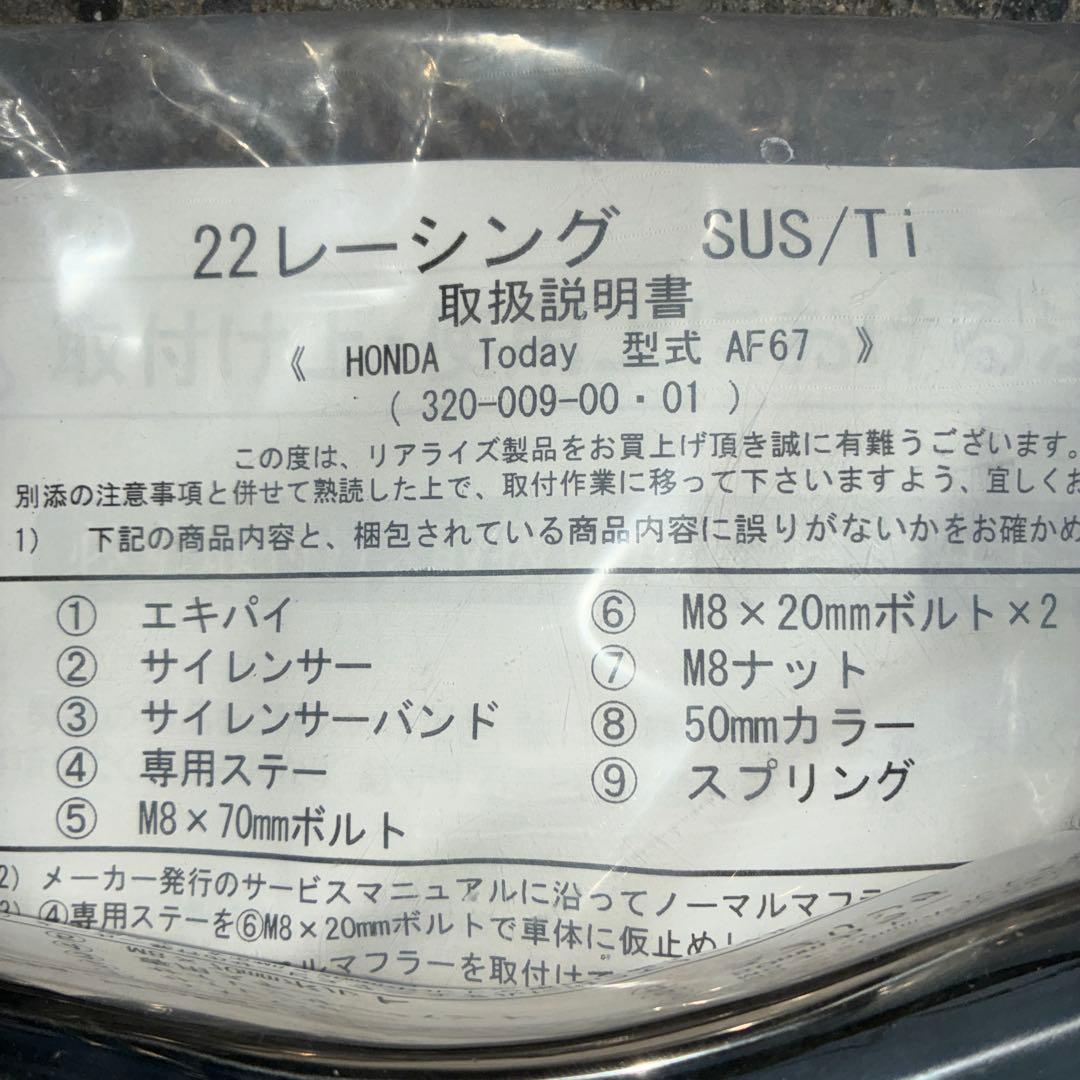 22レーシング SUS/Ti
取扱説明書
《 HONDA Today 型式 AF67 》
( 320-009-00・01 )
この度は、リアライズ製品をお買上げ頂き誠に有難うございます。
別添の注意事項と併せて熟読した上で、取付作業に移って下さいますよう、宜しくお
1) 下記の商品内容と、梱包されている商品内容に誤りがないかをお確かめ
① エキパイ
② サイレンサー
③ サイレンサーバンド
④ 専用ステー
⑤ M8×70mmボルト
⑥ M8×20mmボルト×2
⑦ M8ナット
⑧ 50mmカラー
⑨ スプリング
2) メーカー発行のサービスマニュアルに沿ってノーマルマフラ
3) ④専用ステーを⑥M8×20mmボルトで車体に仮止めし
ルマフラーを取付けて